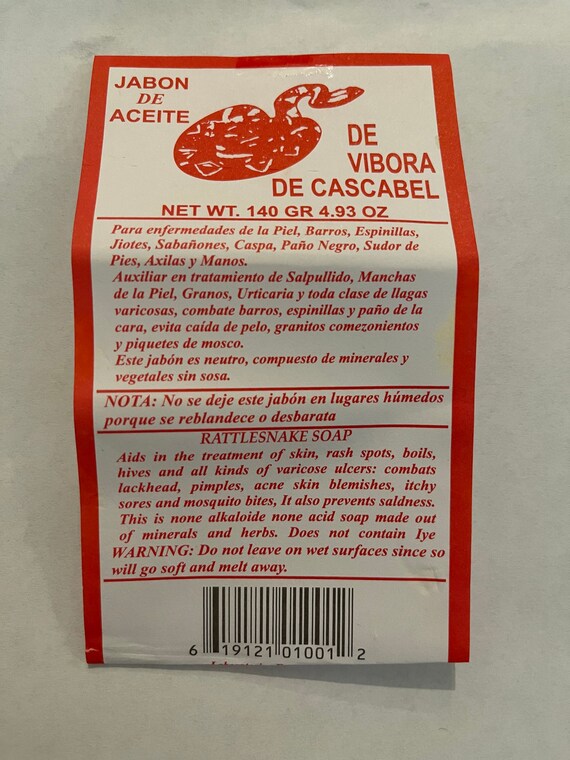 JABON
DE
ACEITE
DE
VIBORA
DE CASCABEL
NET WT. 140 GR 4.93 OZ
Para enfermedades de la Piel, Barros, Espinillas,
Jiotes, Sabañones, Caspa, Paño Negro, Sudor de
Pies, Axilas y Manos.
Auxiliar en tratamiento de Salpullido, Manchas
de la Piel, Granos, Urticaria y toda clase de llagas
varicosas, combate barros, espinillas y paño de la
cara, evita caída de pelo, granitos comezonientos
y piquetes de mosco.
Este jabón es neutro, compuesto de minerales y
vegetales sin sosa.
NOTA: No se deje este jabón en lugares húmedos
porque se reblandece o desbarata
RATTLESNAKE SOAP
Aids in the treatment of skin, rash spots, boils,
hives and all kinds of varicose ulcers: combats
lackhead, pimples, acne skin blemishes, itchy
sores and mosquito bites, It also prevents saldness.
This is none alkaloide none acid soap made out
of minerals and herbs. Does not contain Iye
WARNING: Do not leave on wet surfaces since so
will go soft and melt away.
6 19121 01001 2